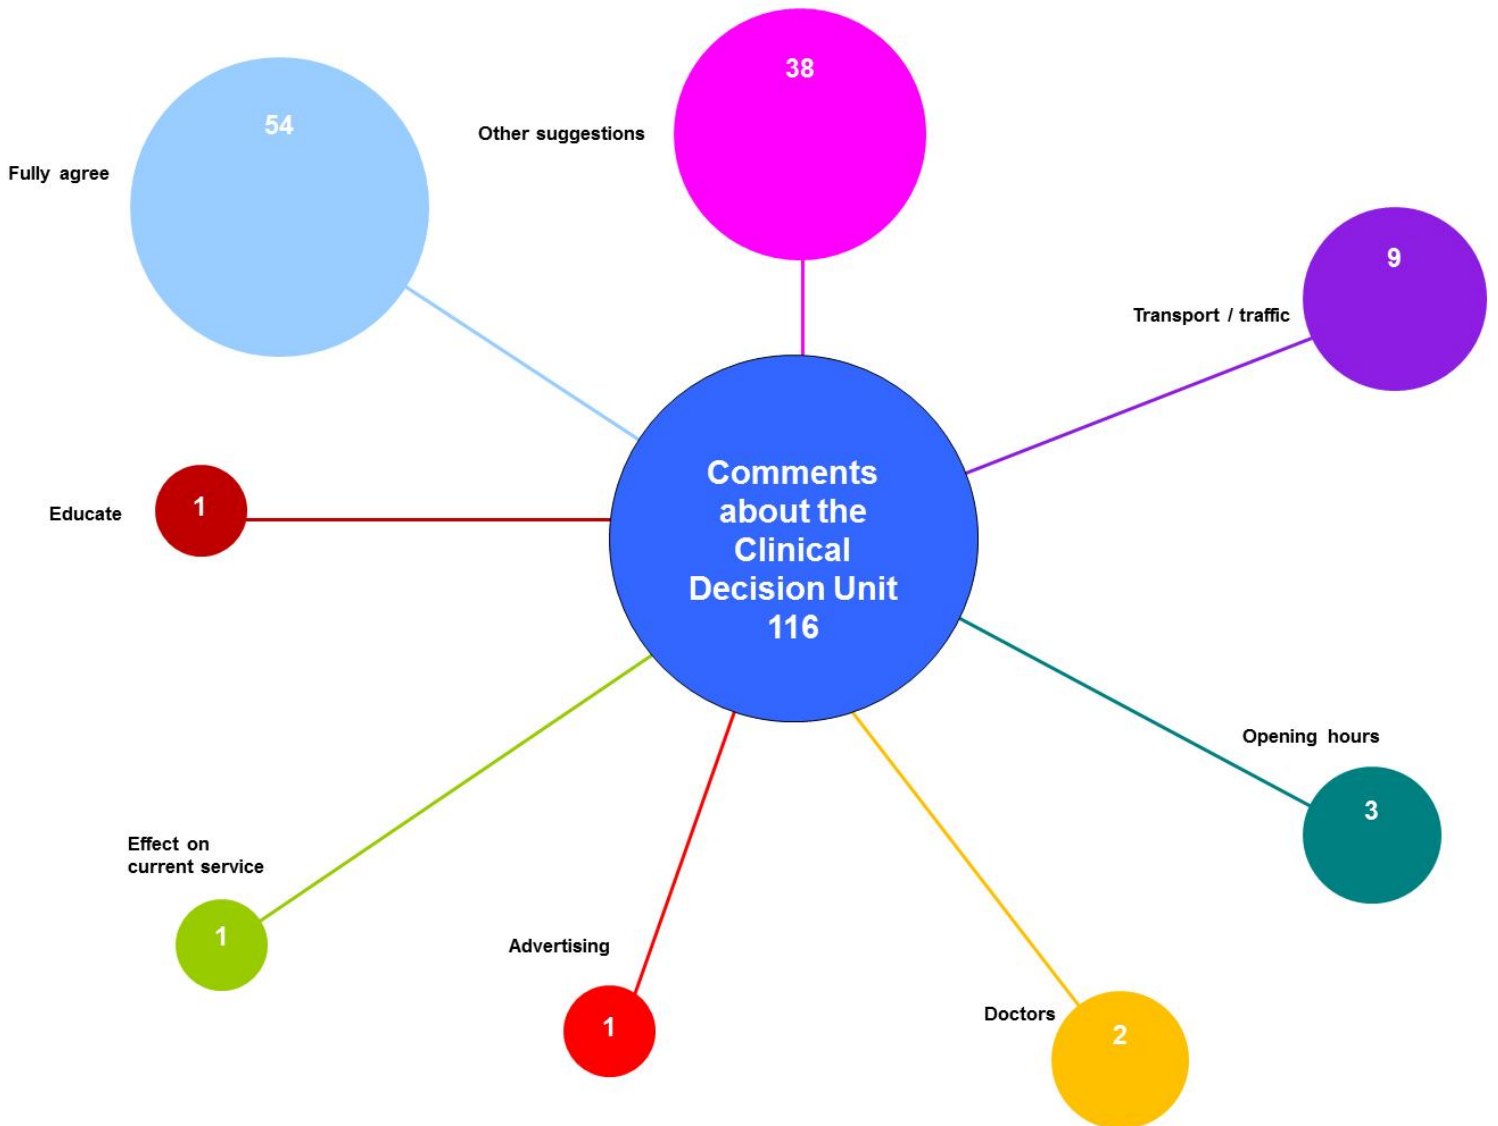 38
54
Other suggestions
Fully agree
9
Transport / traffic
Comments
about the
Clinical
Decision Unit
116
1
Educate
Opening hours
3
Effect on
current service
1
Advertising
1
Doctors
2